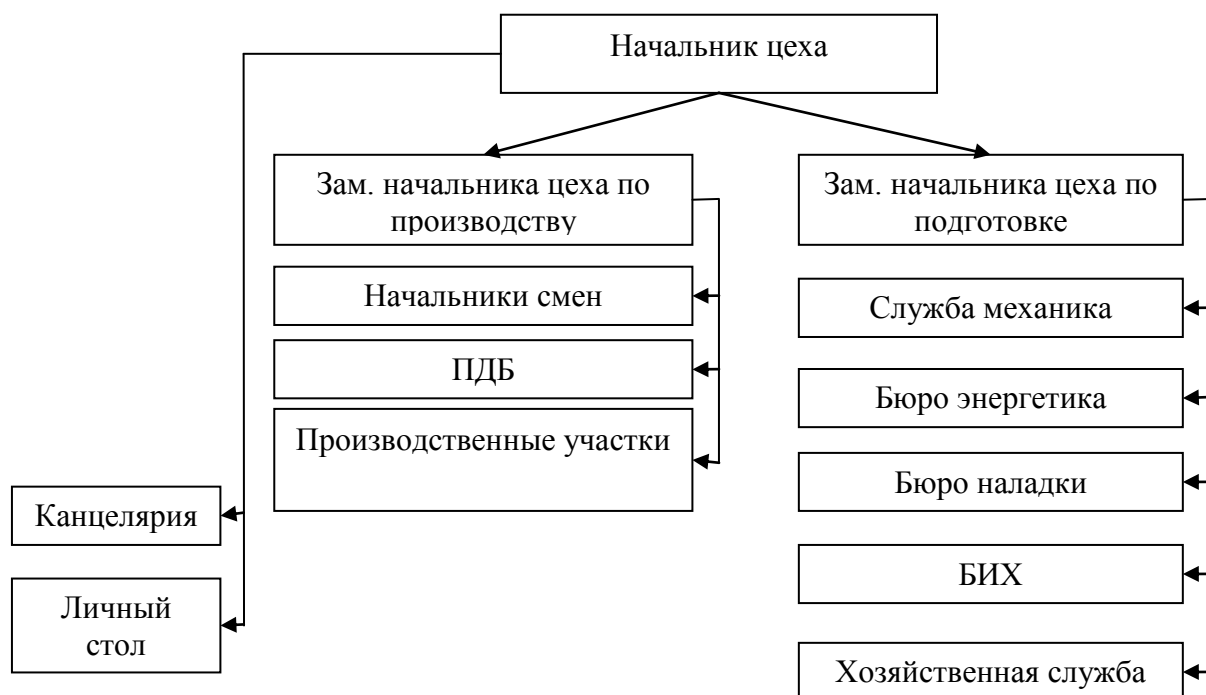 Начальник цеха
Зам. начальника цеха по
производству
Зам. начальника цеха по
подготовке
Начальники смен
Служба механика
ПДБ
Бюро энергетика
Производственные участки
Бюро наладки
Канцелярия
БИХ
Личный
стол
Хозяйственная служба